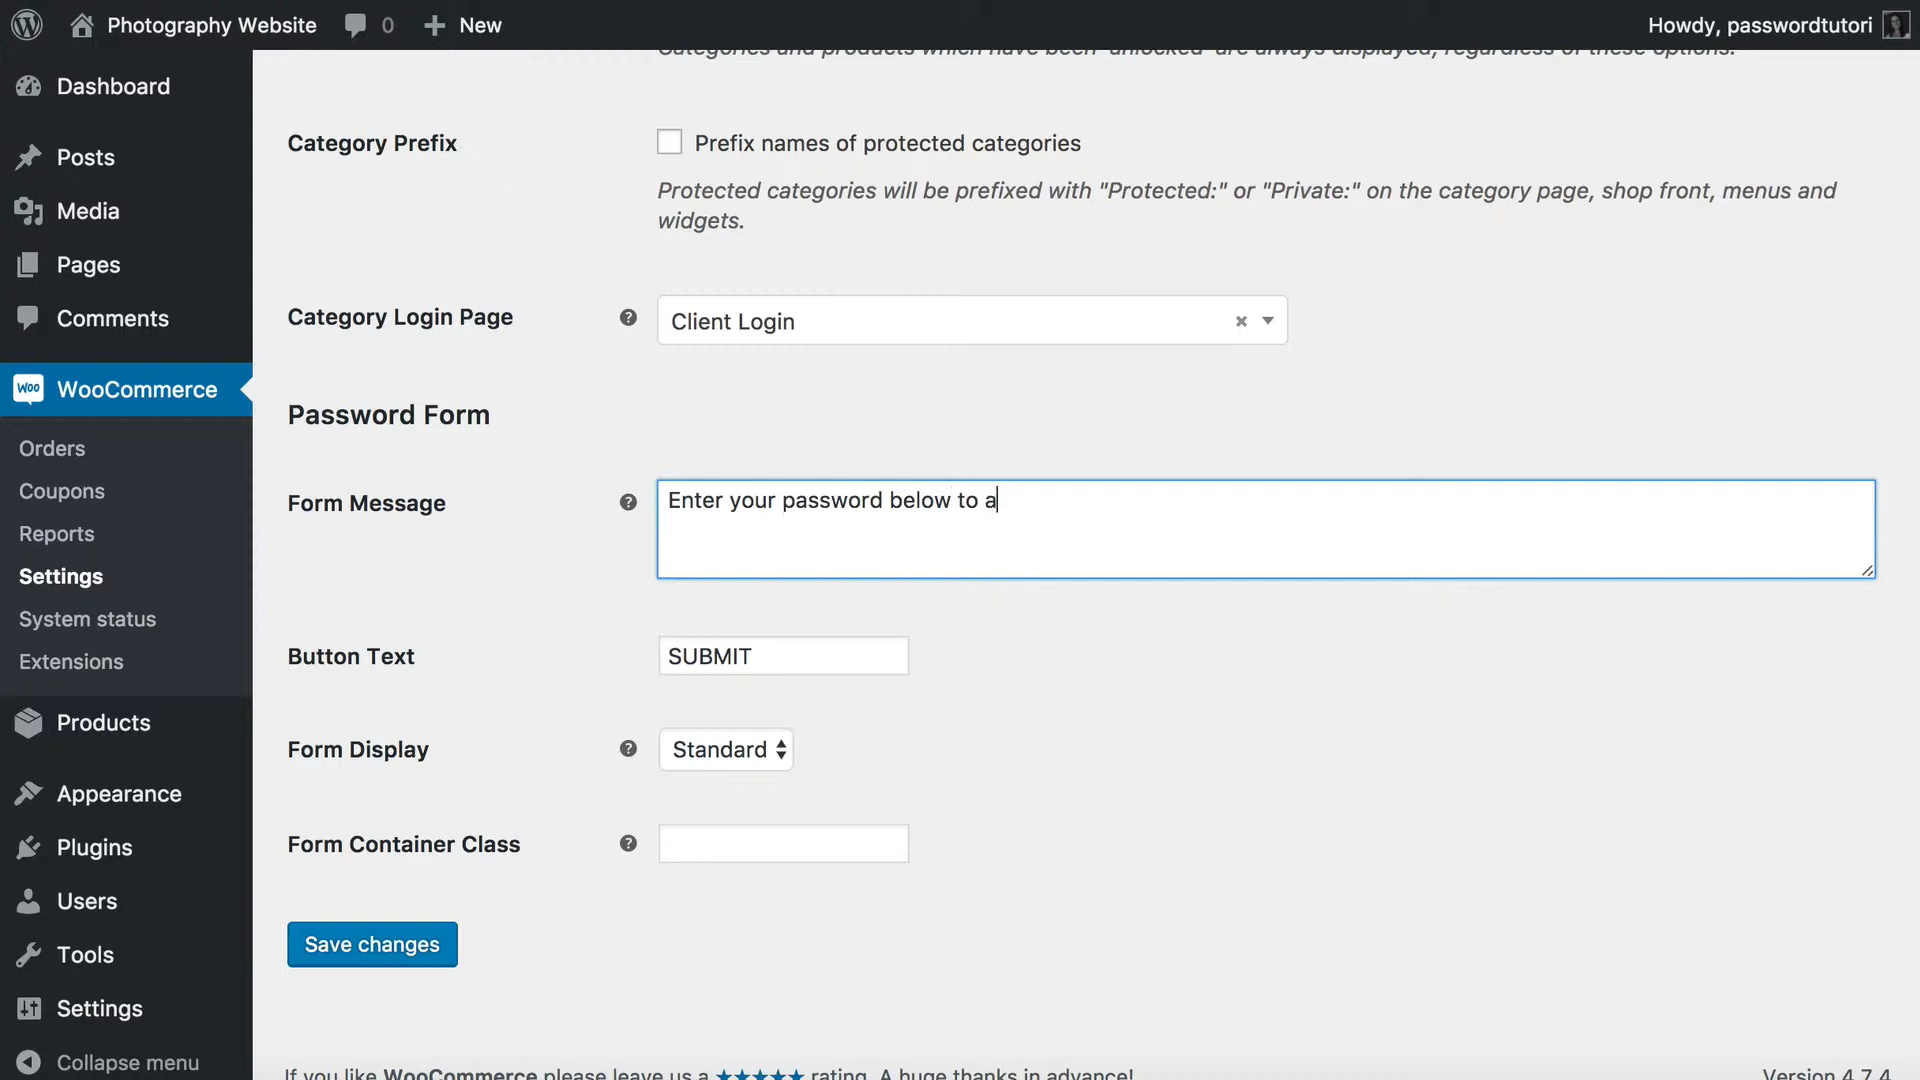 Photography Website 0 New Howdy, passwordtutori
Categories and products which have been "unlocked" are always displayed, regardless of these options.
Dashboard
Posts
Media
Pages
Comments
WOO WooCommerce
Orders
Coupons
Reports
Settings
System status
Extensions
Products
Appearance
Plugins
Users
Tools
Settings
Collapse menu
Category Prefix Prefix names of protected categories
Protected categories will be prefixed with "Protected:" or "Private:" on the category page, shop front, menus and
widgets.
Category Login Page ? Client Login ×
Password Form
Form Message ? Enter your password below to a
Button Text SUBMIT
Form Display ? Standard
Form Container Class ?
Save changes
If you like WooCommerce please leave us a ★★★★★ rating. A huge thanks in advance! Version 4.7.4